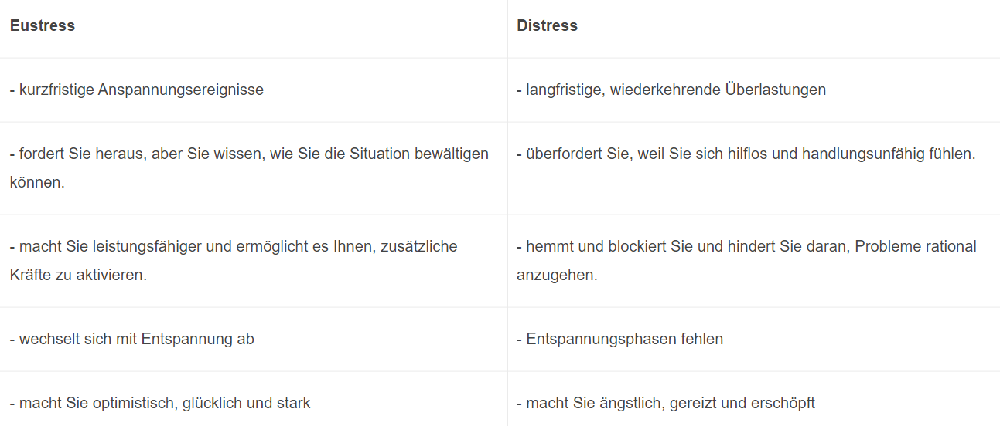 Eustress
Distress
- kurzfristige Anspannungsereignisse
- langfristige, wiederkehrende Überlastungen
- fordert Sie heraus, aber Sie wissen, wie Sie die Situation bewältigen
können.
- überfordert Sie, weil Sie sich hilflos und handlungsunfähig fühlen.
- macht Sie leistungsfähiger und ermöglicht es Ihnen, zusätzliche
Kräfte zu aktivieren.
- hemmt und blockiert Sie und hindert Sie daran, Probleme rational
anzugehen.
- wechselt sich mit Entspannung ab
- Entspannungsphasen fehlen
- macht Sie optimistisch, glücklich und stark
- macht Sie ängstlich, gereizt und erschöpft